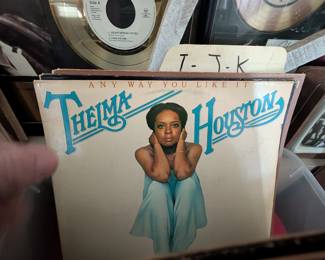 I-J-K
ANY WAY YOU LIKE IT
THELMA
HOUSTON